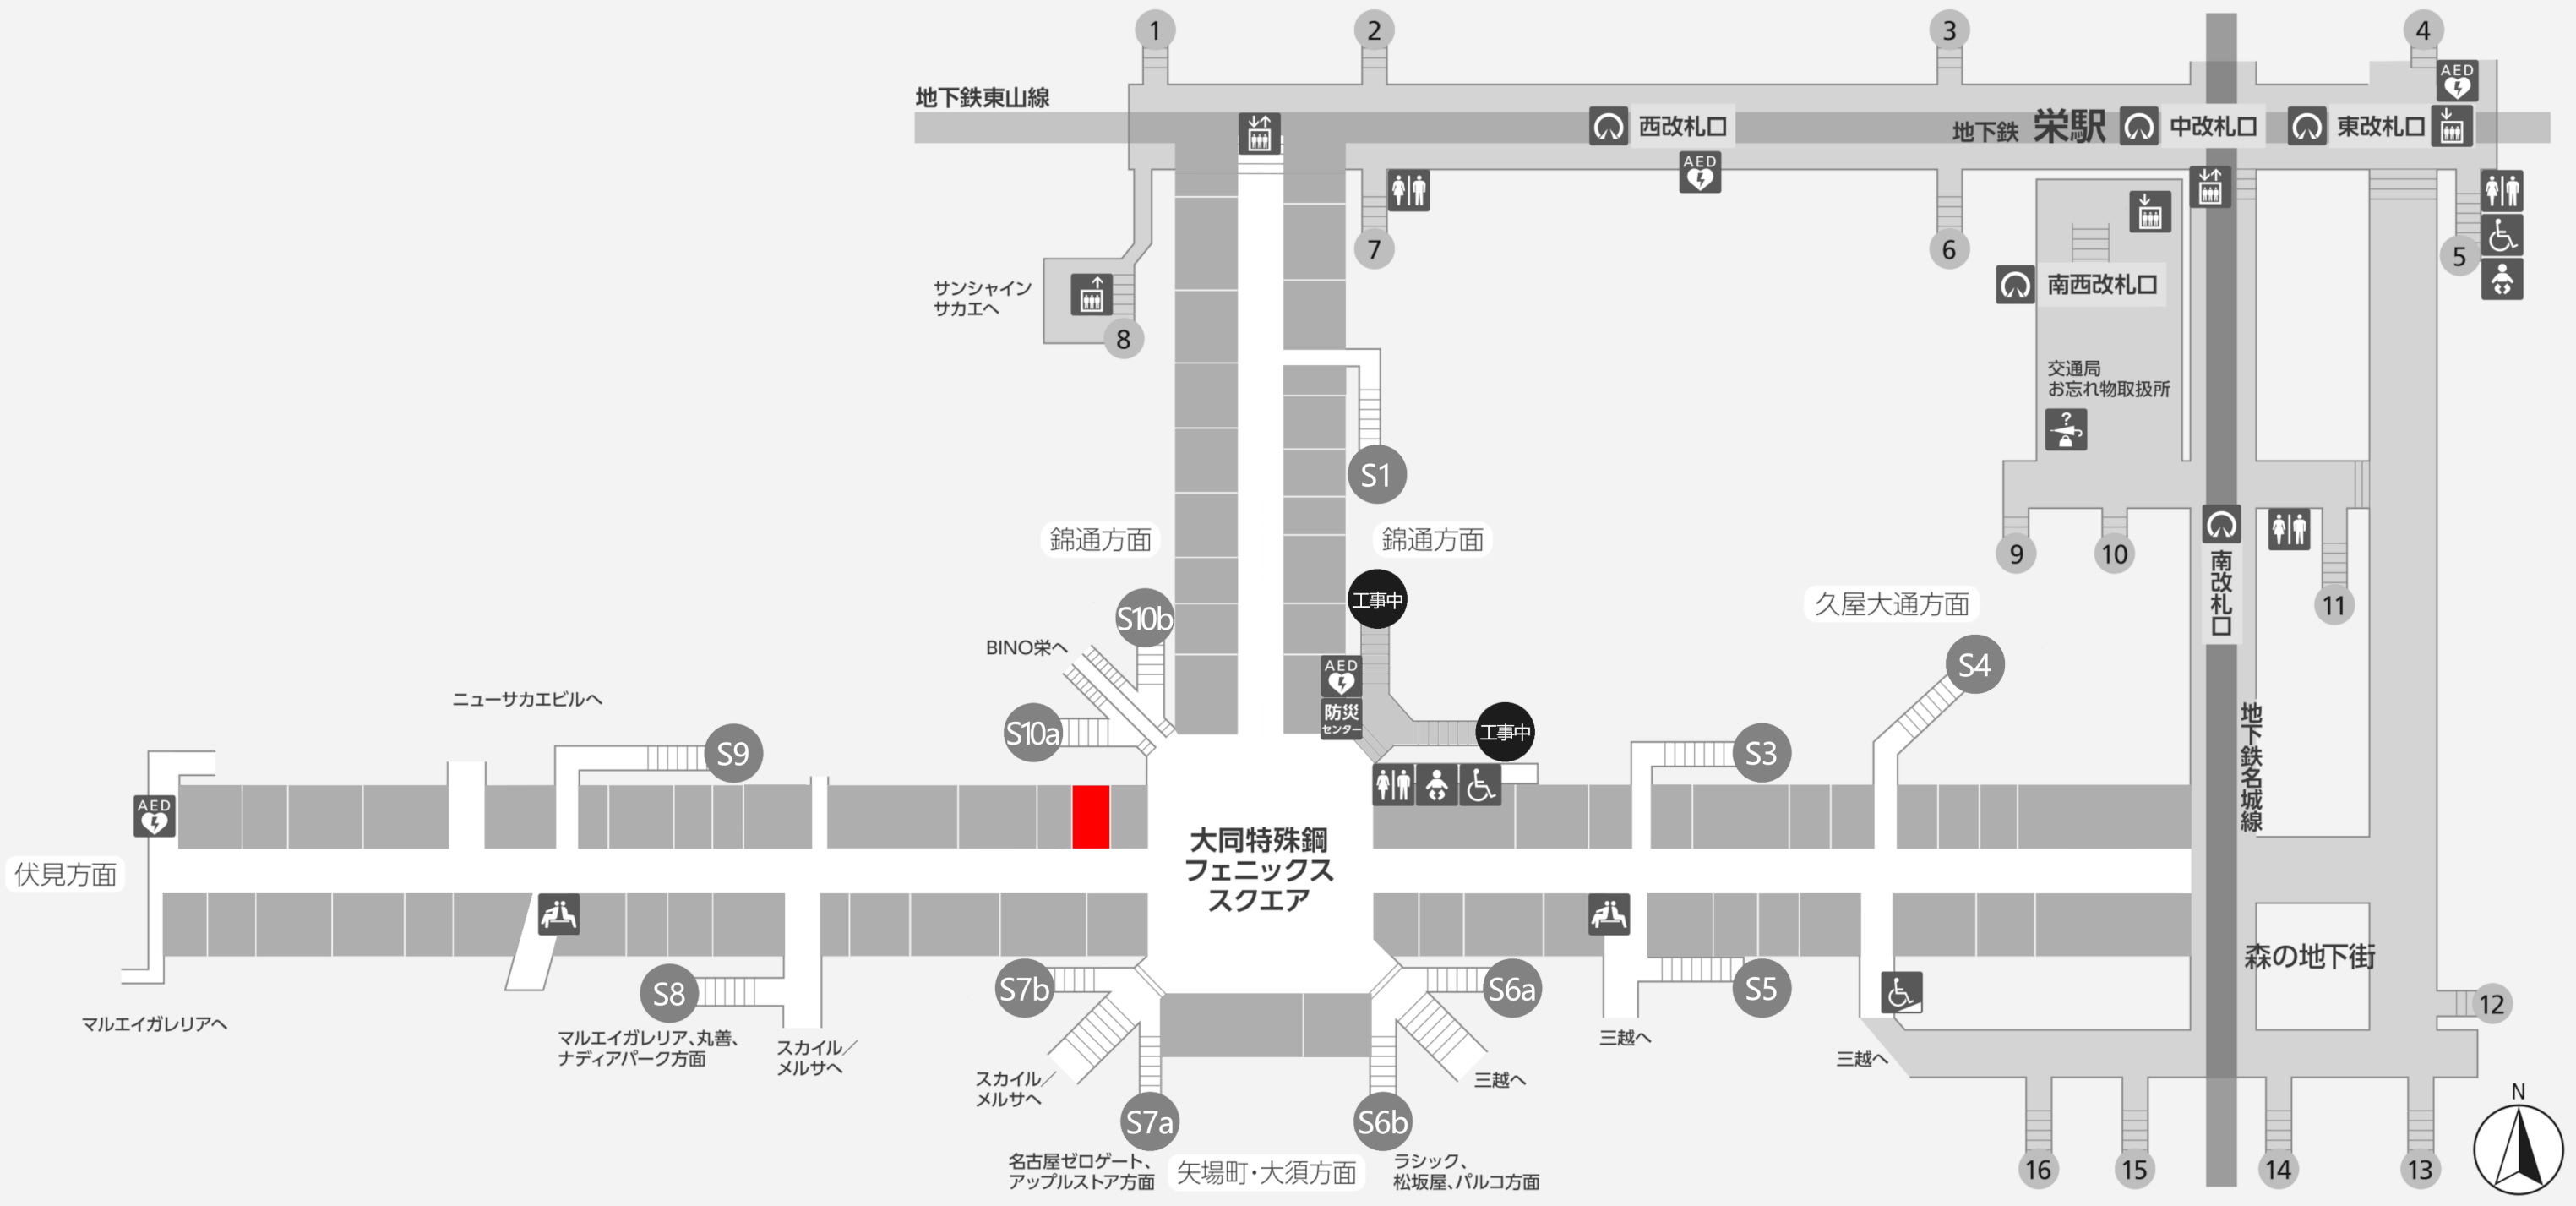 1
2
3
4
AED
地下鉄東山線
西改札口
地下鉄 栄駅
中改札口
東改札口
AED
7
6
5
サンシャイン
サカエへ
8
南西改札口
交通局
お忘れ物取扱所
?
S1
錦通方面
錦通方面
9
10
南改札口
11
工事中
久屋大通方面
S10b
BINO栄へ
AED
防災
センター
S4
ニューサカエビルへ
S10a
工事中
S9
S3
地下鉄名城線
AED
伏見方面
大同特殊鋼
フェニックス
スクエア
森の地下街
S8
S7b
S6a
S5
12
マルエイガレリアへ
マルエイガレリア、丸善、
ナディアパーク方面
スカイル／
メルサへ
三越へ
三越へ
スカイル／
メルサへ
三越へ
N
S7a
S6b
名古屋ゼロゲート、
アップルストア方面
矢場町・大須方面
ラシック、
松坂屋、パルコ方面
16
15
14
13